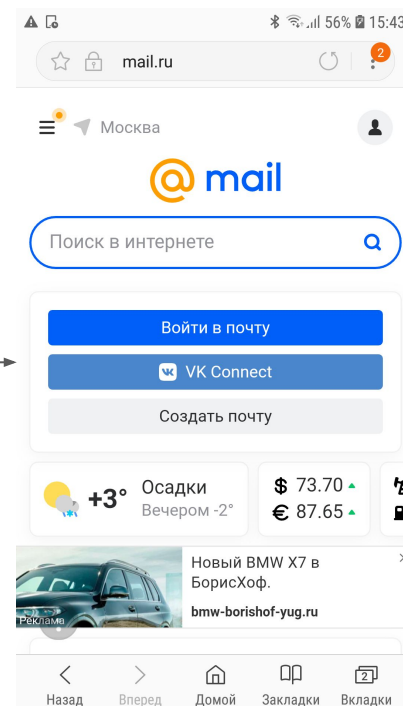 56% 15:43
mail.ru
2
Москва
@mail
Поиск в интернете
Войти в почту
VK Connect
Создать почту
+3°
Осадки
Вечером -2°
$ 73.70
€ 87.65
Новый BMW X7 в
БорисХоф.
bmw-borishof-yug.ru
Реклама
2
Назад Вперед Домой Закладки Вкладки